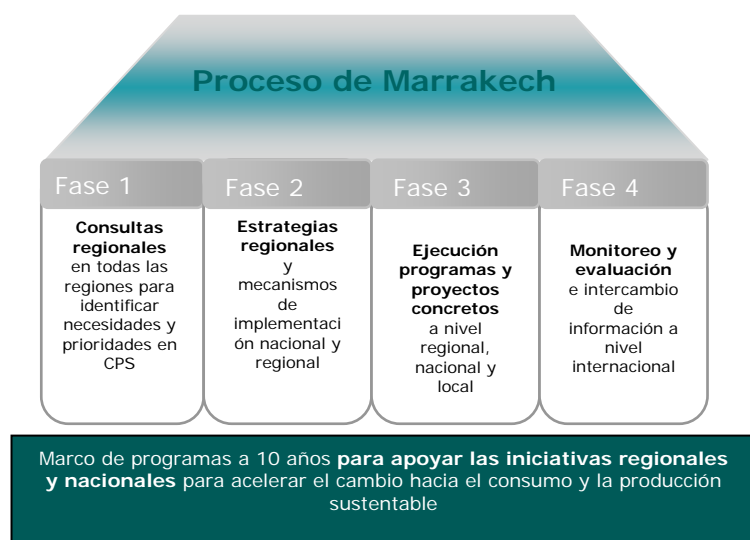 Proceso de Marrakech
Fase 1
Consultas
regionales
en todas las
regiones para
identificar
necesidades y
prioridades en
CPS
Fase 2
Estrategias
regionales
y
mecanismos
de
implementaci
ón nacional y
regional
Fase 3
Ejecución
programas y
proyectos
concretos
a nivel
regional,
nacional y
local
Fase 4
Monitoreo y
evaluación
e intercambio
de
información a
nivel
internacional
Marco de programas a 10 años para apoyar las iniciativas regionales
y nacionales para acelerar el cambio hacia el consumo y la producción
sustentable